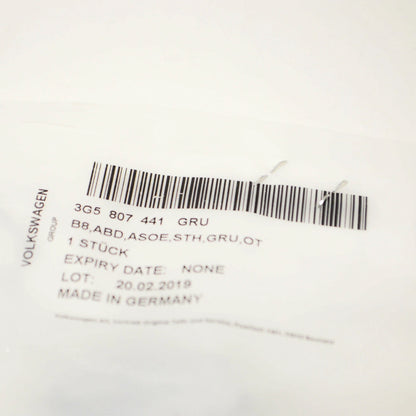 VOLKSWAGEN
GROUP
3G5 807 441 GRU
B8,ABD,ASOE,STH,GRU,OT
1 STÜCK
EXPIRY DATE: NONE
LOT: 20.02.2019
MADE IN GERMANY